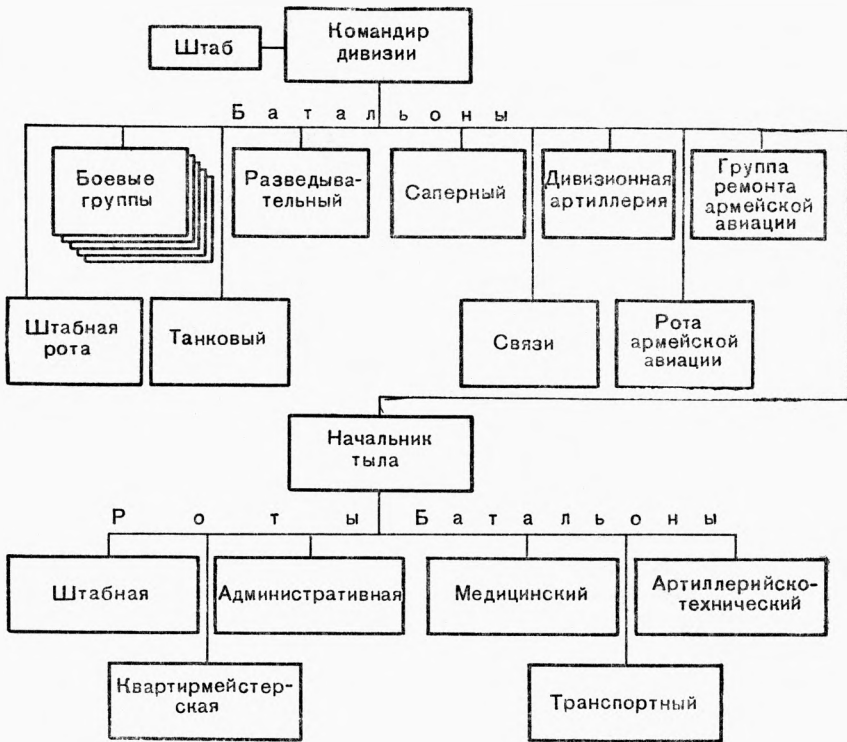 Штаб
Командир
дивизии
Батальоны
Боевые
группы
Разведыва-
тельный
Саперный
Дивизионная
артиллерия
Группа
ремонта
армейской
авиации
Штабная
рота
Танковый
Связи
Рота
армейской
авиации
Начальник
тыла
Роты Батальоны
Штабная
Административная
Медицинский
Артиллерийско-
технический
Квартирмейстер-
ская
Транспортный